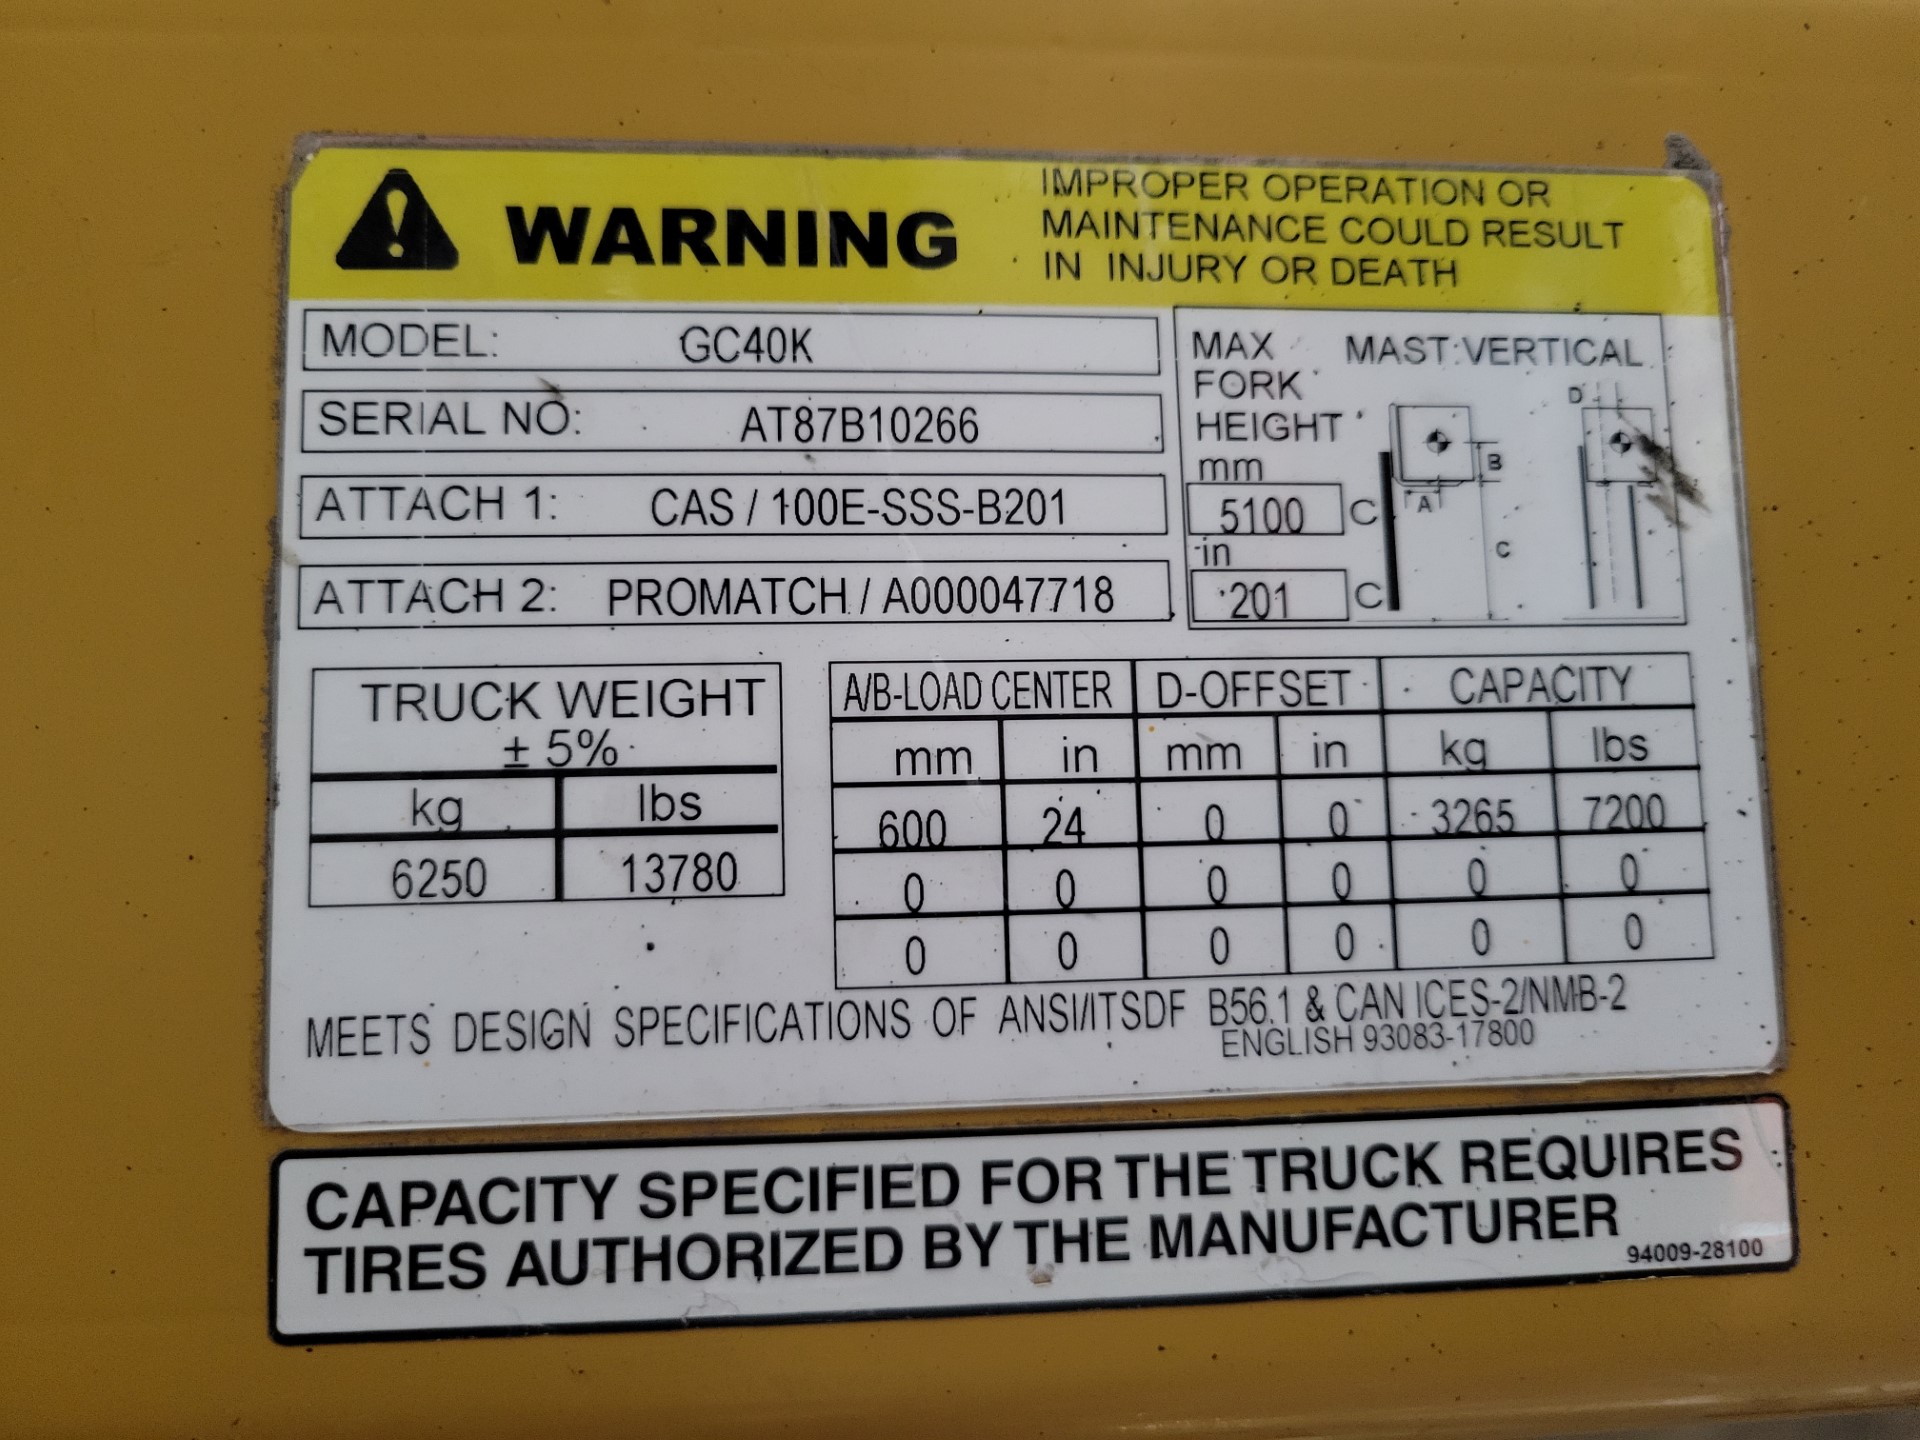 WARNING
IMPROPER OPERATION OR
MAINTENANCE COULD RESULT
IN INJURY OR DEATH
MODEL: GC40K
SERIAL NO: AT87B10266
ATTACH 1: CAS / 100E-SSS-B201
ATTACH 2: PROMATCH / A000047718
MAX MAST:VERTICAL
FORK
HEIGHT
mm
5100 C
in
201 C
A
B
C
D
TRUCK WEIGHT
± 5%
kg lbs
6250 13780
A/B-LOAD CENTER D-OFFSET CAPACITY
mm in mm in kg lbs
600 24 0 0 3265 7200
0 0 0 0 0 0
0 0 0 0 0 0
MEETS DESIGN SPECIFICATIONS OF ANSI/ITSDF B56.1 & CAN ICES-2/NMB-2
ENGLISH 93083-17800
CAPACITY SPECIFIED FOR THE TRUCK REQUIRES
TIRES AUTHORIZED BY THE MANUFACTURER
94009-28100